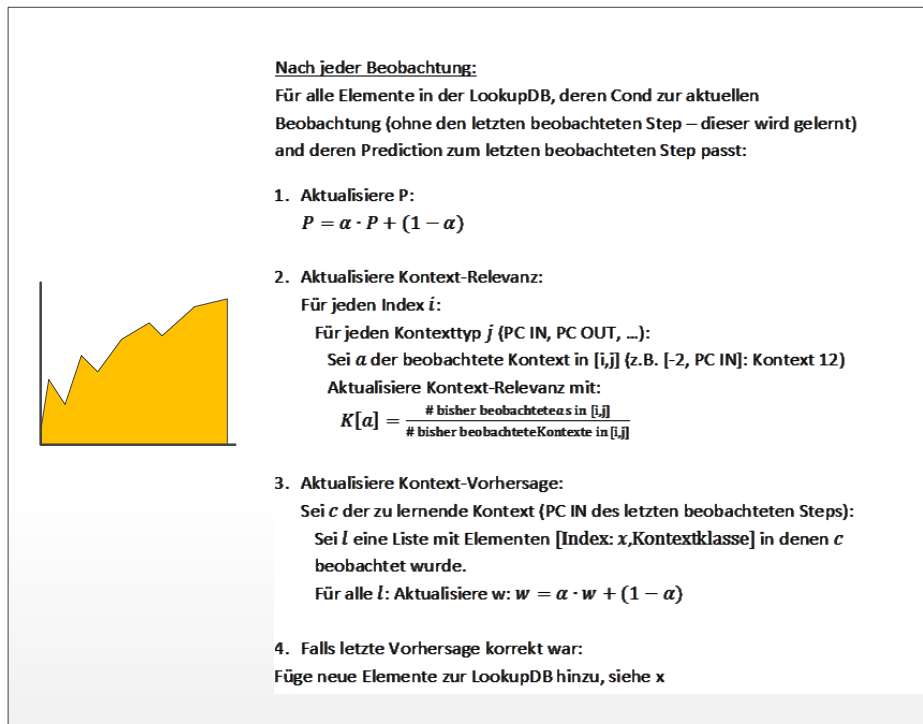 Nach jeder Beobachtung:
Für alle Elemente in der LookupDB, deren Cond zur aktuellen
Beobachtung (ohne den letzten beobachteten Step – dieser wird gelernt)
and deren Prediction zum letzten beobachteten Step passt:
1. Aktualisiere P:
P = α · P + (1 − α)
2. Aktualisiere Kontext-Relevanz:
Für jeden Index i:
Für jeden Kontexttyp j (PC IN, PC OUT, ...):
Sei a der beobachtete Kontext in [i,j] (z.B. [-2, PC IN]: Kontext 12)
Aktualisiere Kontext-Relevanz mit:
K[a] = # bisher beobachteteas in [i,j] / # bisher beobachteteKontexte in [i,j]
3. Aktualisiere Kontext-Vorhersage:
Sei c der zu lernende Kontext (PC IN des letzten beobachteten Steps):
Sei l eine Liste mit Elementen [Index: x,Kontextklasse] in denen c
beobachtet wurde.
Für alle l: Aktualisiere w: w = α · w + (1 − α)
4. Falls letzte Vorhersage korrekt war:
Füge neue Elemente zur LookupDB hinzu, siehe x